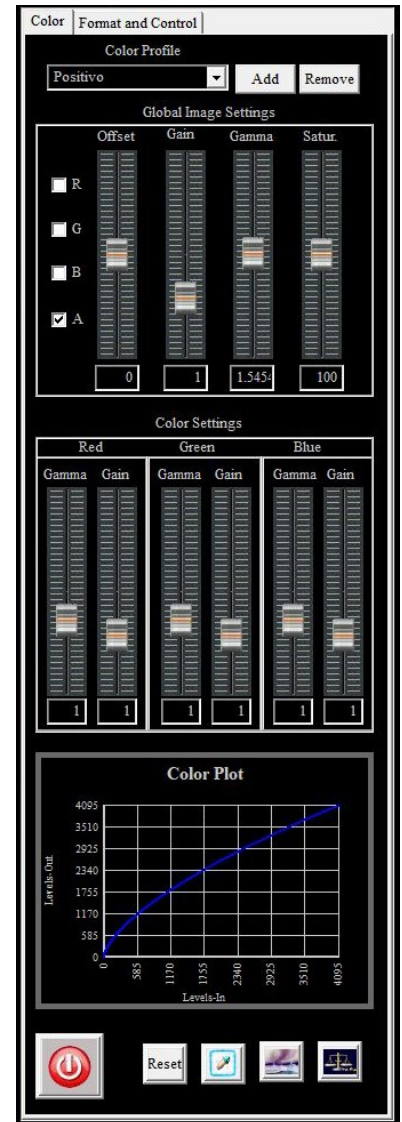 Color Format and Control
Color Profile
Positivo Add Remove
Global Image Settings
Offset Gain Gamma Satur.
R
G
B
A
0 1 1.5454 100
Color Settings
Red Green Blue
Gamma Gain Gamma Gain Gamma Gain
1 1 1 1 1 1
Color Plot
4095
3510
2925
2340
1755
1170
585
0
Levels-Out
0 585 1170 1755 2340 2925 3510 4095
Levels-In
Reset